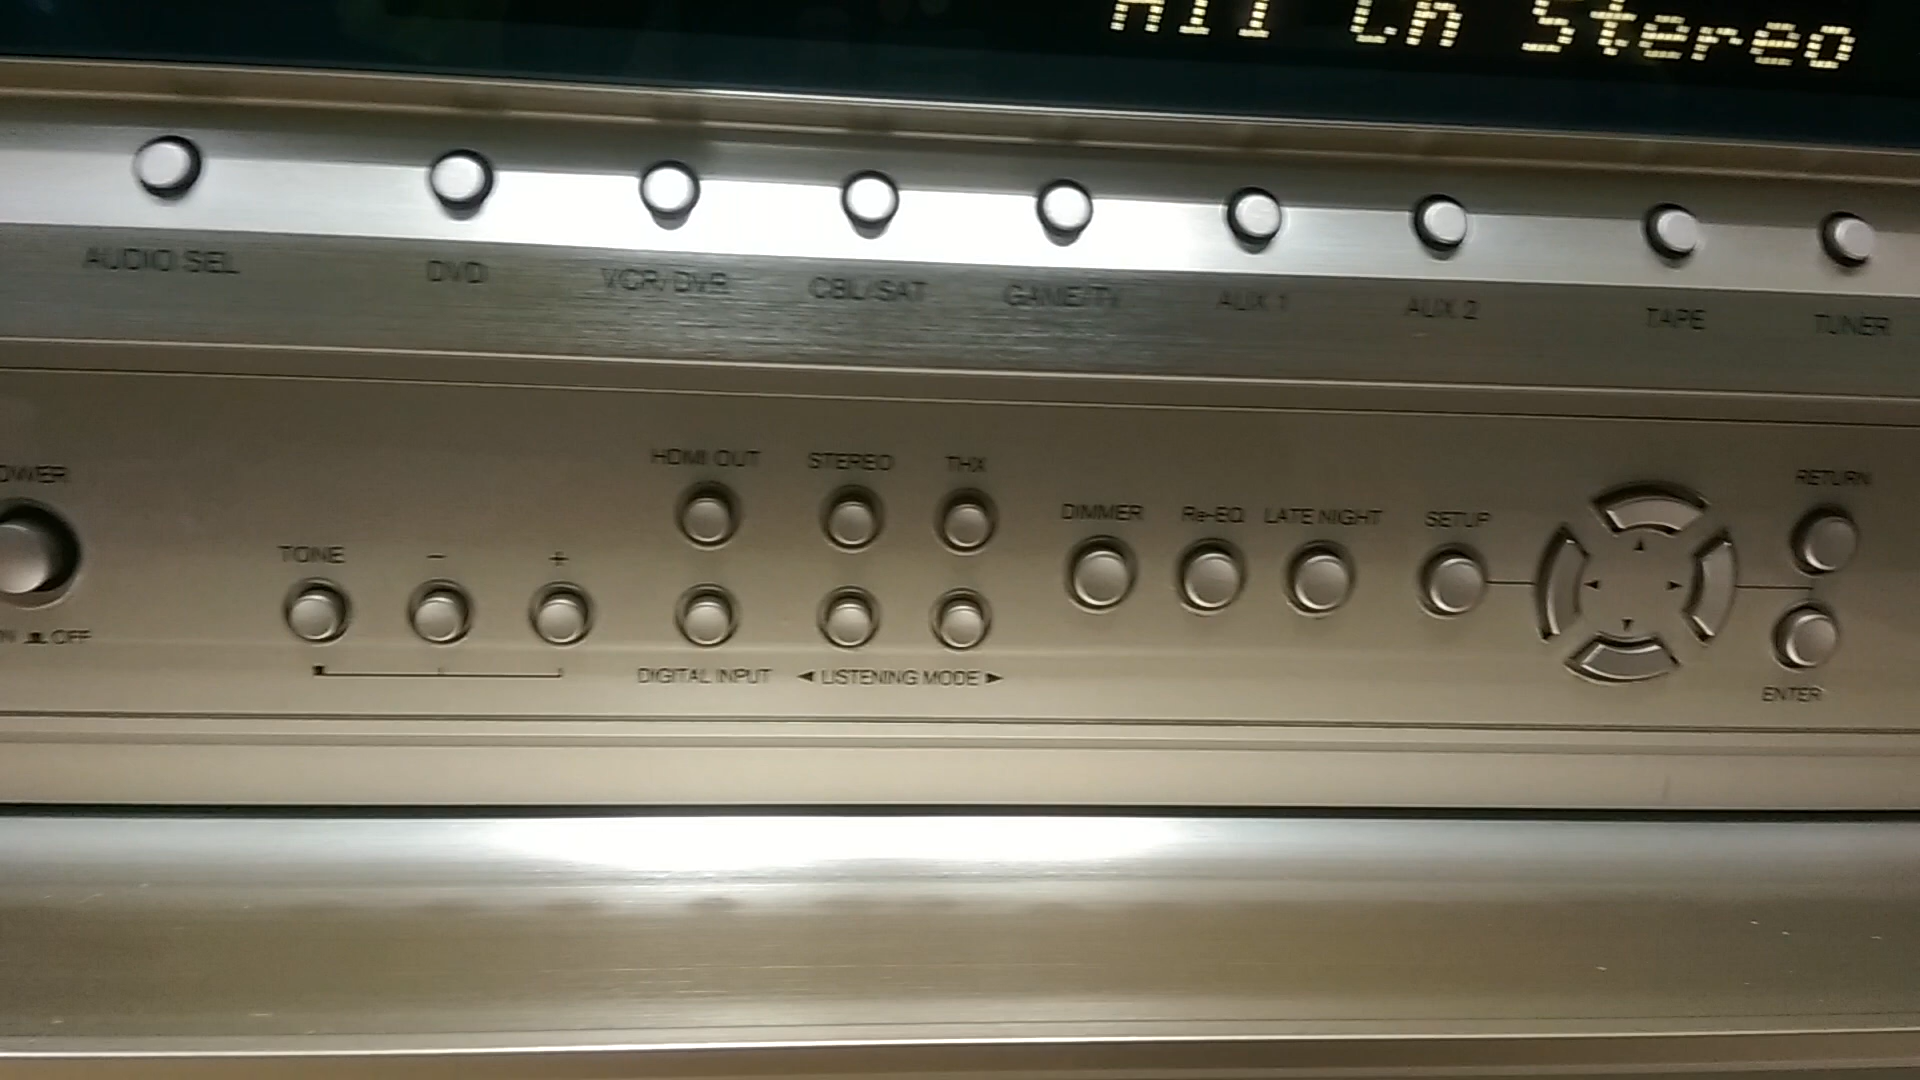 All Ch Stereo
AUDIO SEL DVD VCR/DVR CBL/SAT GAME/TV AUX 1 AUX 2 TAPE TUNER
HDMI OUT STEREO THX
RETURN
DIMMER Re-EQ LATE NIGHT SETUP
TONE − +
OFF
DIGITAL INPUT ◄ LISTENING MODE ►
ENTER